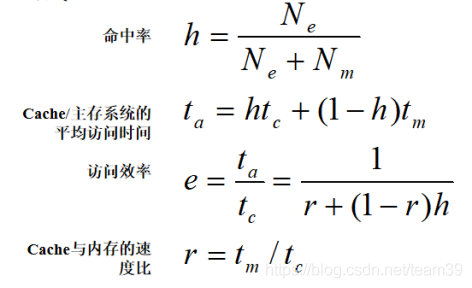 命中率 h = N_e / (N_e + N_m)
Cache/主存系统的
平均访问时间 t_a = ht_c + (1 − h)t_m
访问效率 e = t_a / t_c = 1 / (r + (1 − r)h)
Cache与内存的速
度比 r = t_m / t_c
https://blog.csdn.net/team39